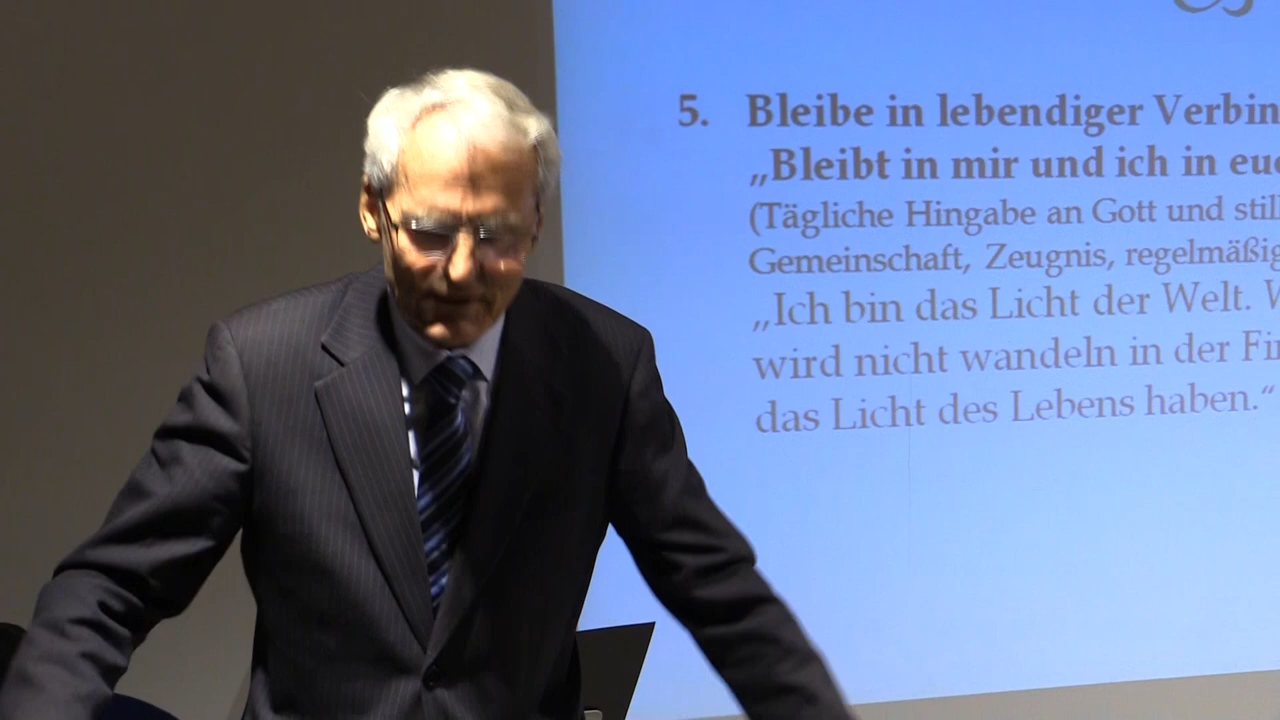 5. Bleibe in lebendiger Verbin
„Bleibt in mir und ich in euc
(Tägliche Hingabe an Gott und still
Gemeinschaft, Zeugnis, regelmäßig
„Ich bin das Licht der Welt. W
wird nicht wandeln in der Fin
das Licht des Lebens haben.“